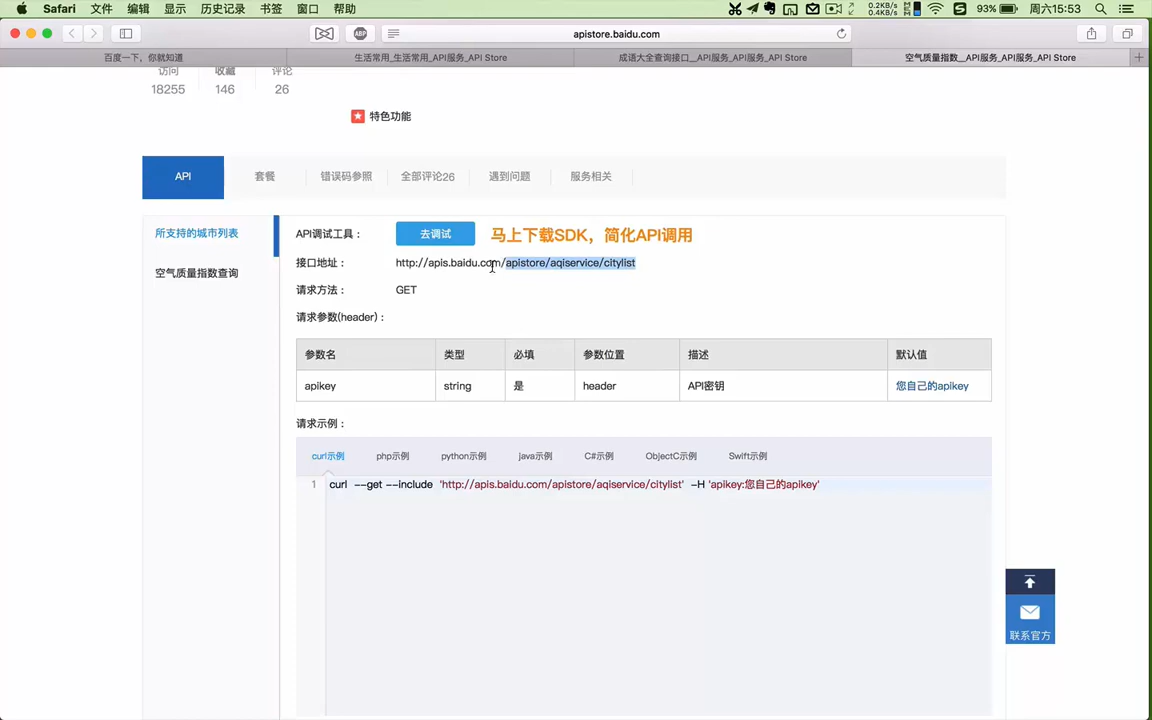 Safari 文件 编辑 显示 历史记录 书签 窗口 帮助 0.2KB/s 0.4KB/s 93% 周六15:53
ABP apistore.baidu.com
百度一下，你就知道 生活常用_生活常用_API服务_API Store 成语大全查询接口__API服务_API服务_API Store 空气质量指数__API服务_API服务_API Store
访问 收藏 评论
18255 146 26
特色功能
API 套餐 错误码参照 全部评论26 遇到问题 服务相关
所支持的城市列表
空气质量指数查询
API调试工具： 去调试 马上下载SDK，简化API调用
接口地址： http://apis.baidu.com/apistore/aqiservice/citylist
请求方法： GET
请求参数(header)：
参数名 类型 必填 参数位置 描述 默认值
apikey string 是 header API密钥 您自己的apikey
请求示例：
curl示例 php示例 python示例 java示例 C#示例 ObjectC示例 Swift示例
1 curl --get --include 'http://apis.baidu.com/apistore/aqiservice/citylist' -H 'apikey:您自己的apikey'
联系官方